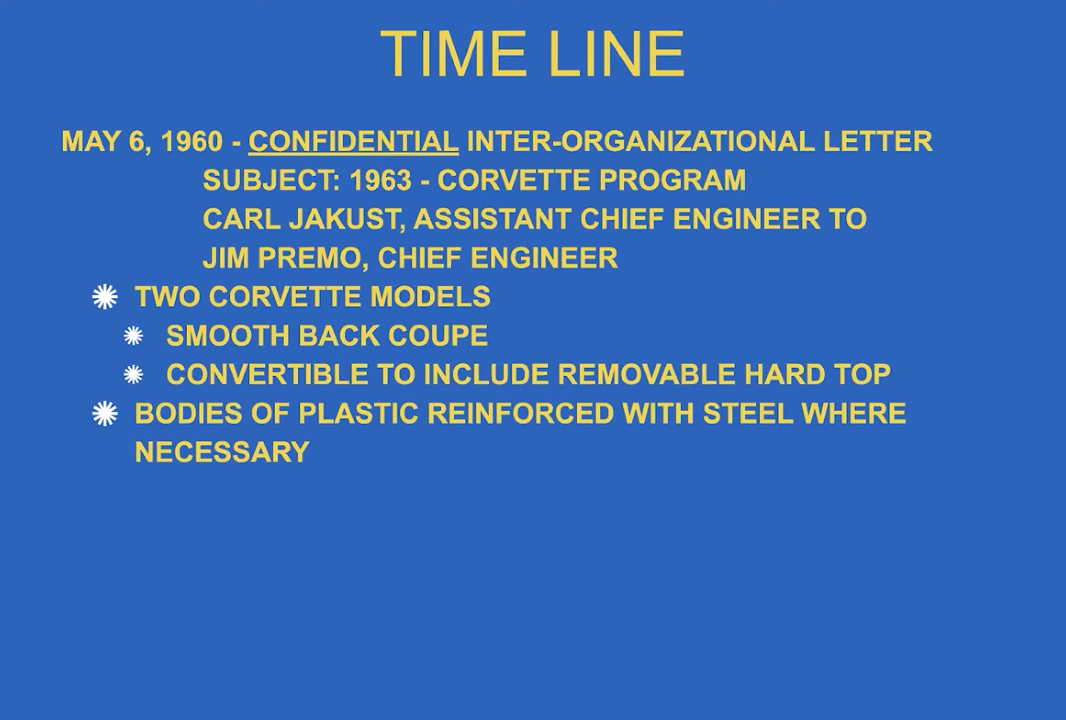 TIME LINE
MAY 6, 1960 - CONFIDENTIAL INTER-ORGANIZATIONAL LETTER
SUBJECT: 1963 - CORVETTE PROGRAM
CARL JAKUST, ASSISTANT CHIEF ENGINEER TO
JIM PREMO, CHIEF ENGINEER
TWO CORVETTE MODELS
SMOOTH BACK COUPE
CONVERTIBLE TO INCLUDE REMOVABLE HARD TOP
BODIES OF PLASTIC REINFORCED WITH STEEL WHERE
NECESSARY